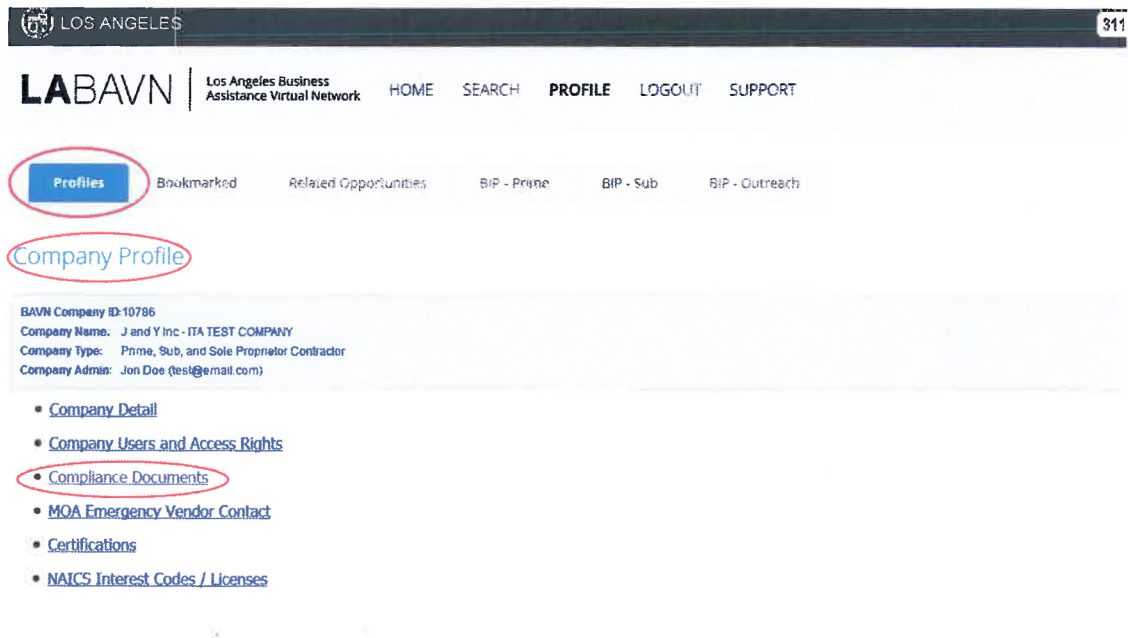 LOS ANGELES
311
LABAVN
Los Angeles Business
Assistance Virtual Network
HOME SEARCH PROFILE LOGOUT SUPPORT
Profiles Bookmarked Related Opportunities BIP - Prime BIP - Sub BIP - Outreach
Company Profile
BAVN Company ID:10786
Company Name: J and Y Inc - ITA TEST COMPANY
Company Type: Prime, Sub, and Sole Proprietor Contractor
Company Admin: Jon Doe (test@email.com)
• Company Detail
• Company Users and Access Rights
• Compliance Documents
• MOA Emergency Vendor Contact
• Certifications
• NAICS Interest Codes / Licenses